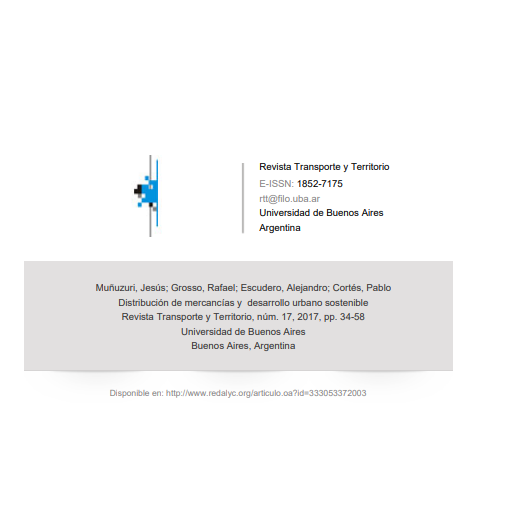 Revista Transporte y Territorio
E-ISSN: 1852-7175
rtt@filo.uba.ar
Universidad de Buenos Aires
Argentina
Muñuzuri, Jesús; Grosso, Rafael; Escudero, Alejandro; Cortés, Pablo
Distribución de mercancías y desarrollo urbano sostenible
Revista Transporte y Territorio, núm. 17, 2017, pp. 34-58
Universidad de Buenos Aires
Buenos Aires, Argentina
Disponible en: http://www.redalyc.org/articulo.oa?id=333053372003